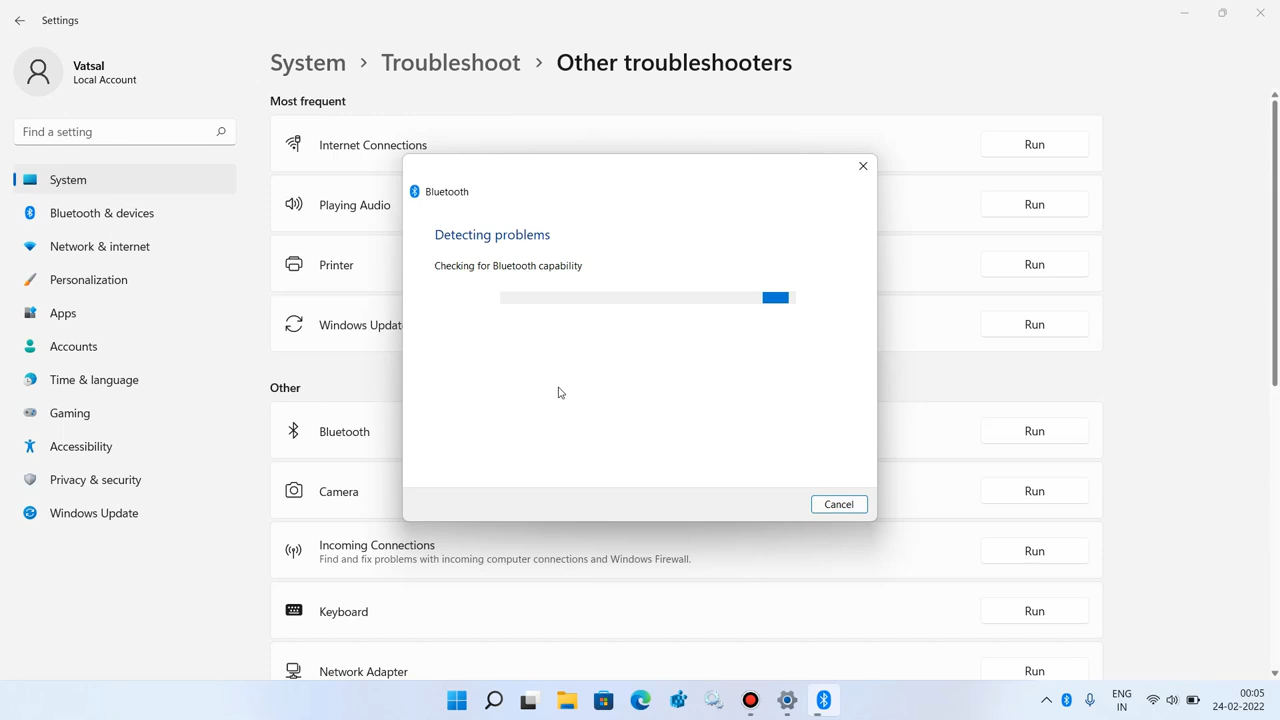 Settings
Vatsal
Local Account
Find a setting
System
Bluetooth & devices
Network & internet
Personalization
Apps
Accounts
Time & language
Gaming
Accessibility
Privacy & security
Windows Update
System > Troubleshoot > Other troubleshooters
Most frequent
Internet Connections
Run
Playing Audio
Run
Printer
Run
Windows Updat
Run
Other
Bluetooth
Run
Camera
Run
Incoming Connections
Find and fix problems with incoming computer connections and Windows Firewall.
Run
Keyboard
Run
Network Adapter
Run
Bluetooth
Detecting problems
Checking for Bluetooth capability
Cancel
ENG
IN
00:05
24-02-2022